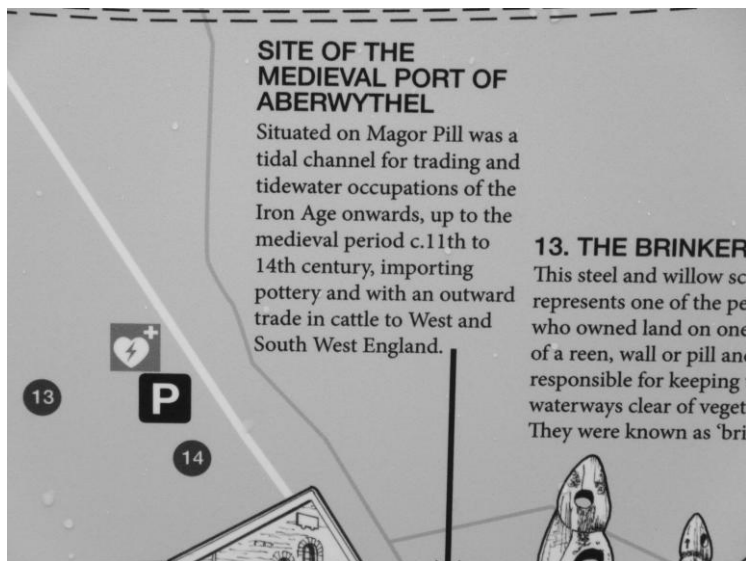 SITE OF THE
MEDIEVAL PORT OF
ABERWYTHEL
Situated on Magor Pill was a
tidal channel for trading and
tidewater occupations of the
Iron Age onwards, up to the
medieval period c.11th to
14th century, importing
pottery and with an outward
trade in cattle to West and
South West England.
13. THE BRINKER
This steel and willow sc
represents one of the pe
who owned land on one
of a reen, wall or pill and
responsible for keeping
waterways clear of veget
They were known as ‘bri
13
P
14